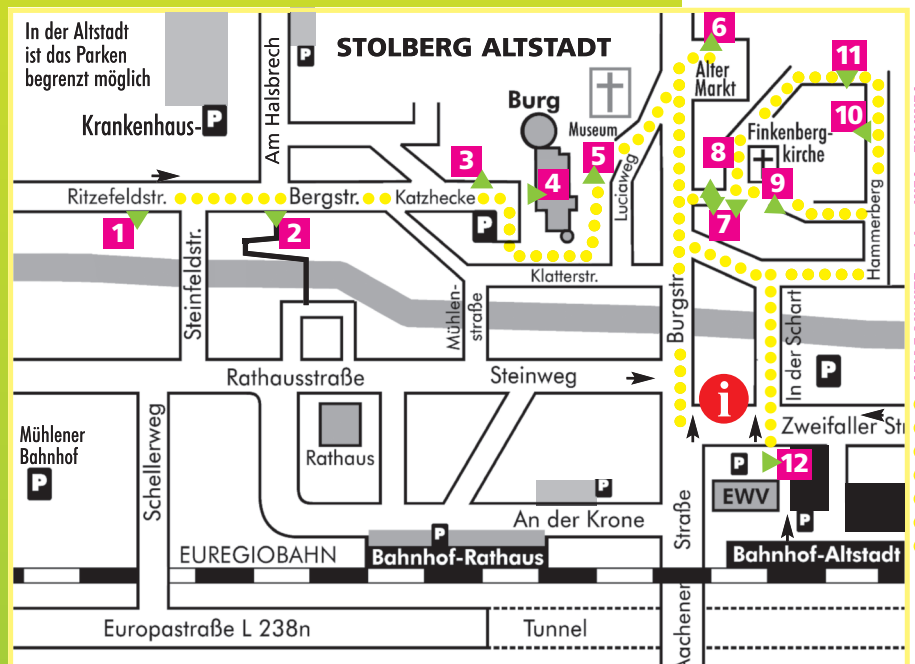 In der Altstadt
ist das Parken
begrenzt möglich
P
STOLBERG ALTSTADT
6
Alter
Markt
11
Krankenhaus-P
Am Halsbrech
Burg
Museum
10
Finkenberg-
kirche
3
4
5
8
9
7
Ritzefeldstr.
Bergstr.
Katzhecke
P
Luciaweg
Hammerberg
1
2
Steinfeldstr.
Klatterstr.
Mühlen-
straße
Burgstr.
In der Schart
P
Rathausstraße
Steinweg
i
Zweifaller Str
Mühlener
Bahnhof
P
Schellerweg
Rathaus
12
P
EWV
P
P
An der Krone
Aachener Straße
EUREGIOBAHN
P
Bahnhof-Rathaus
Bahnhof-Altstadt
Europastraße L 238n
Tunnel